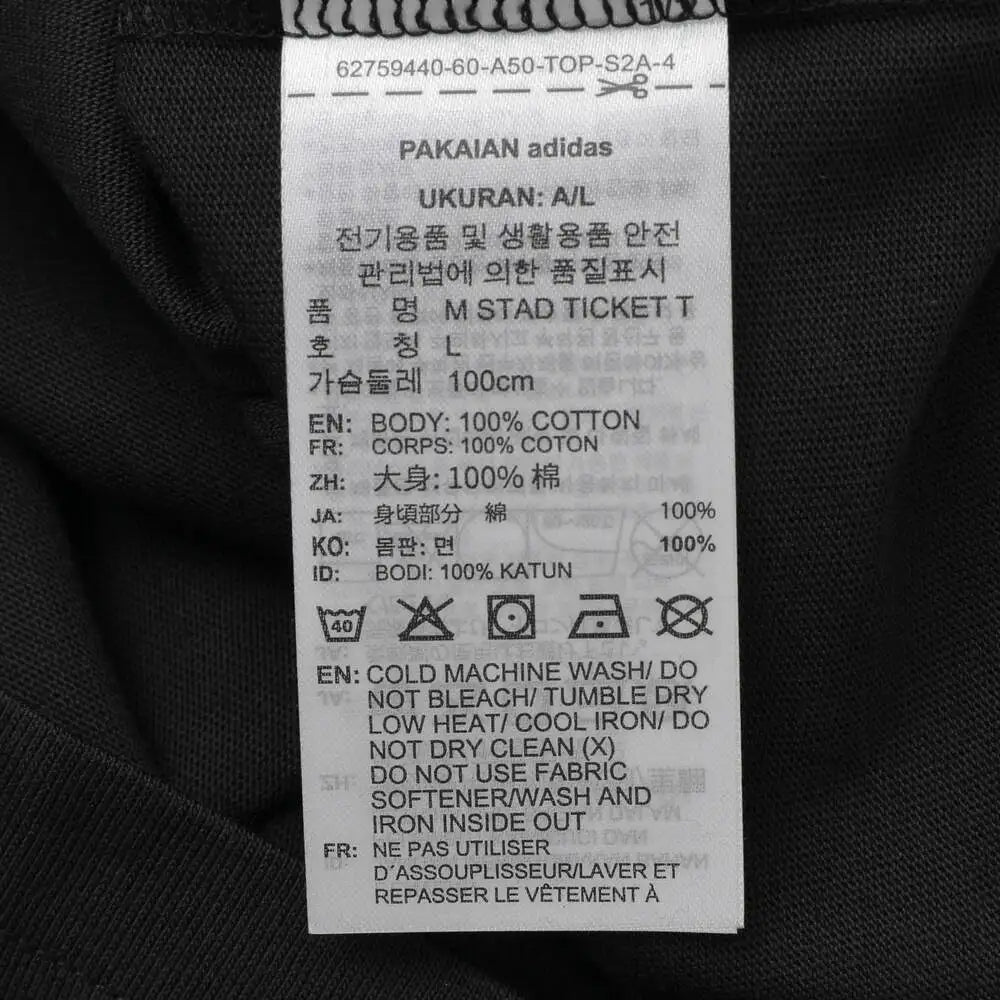 62759440-60-A50-TOP-S2A-4
PAKAIAN adidas
UKURAN: A/L
전기용품 및 생활용품 안전
관리법에 의한 품질표시
품 명 M STAD TICKET T
호 칭 L
가슴둘레 100cm
EN: BODY: 100% COTTON
FR: CORPS: 100% COTON
ZH: 大身: 100% 棉
JA: 身頃部分 綿 100%
KO: 몸판: 면 100%
ID: BODI: 100% KATUN
40
EN: COLD MACHINE WASH/ DO
NOT BLEACH/ TUMBLE DRY
LOW HEAT/ COOL IRON/ DO
NOT DRY CLEAN (X)
DO NOT USE FABRIC
SOFTENER/WASH AND
IRON INSIDE OUT
FR: NE PAS UTILISER
D´ASSOUPLISSEUR/LAVER ET
REPASSER LE VÊTEMENT À